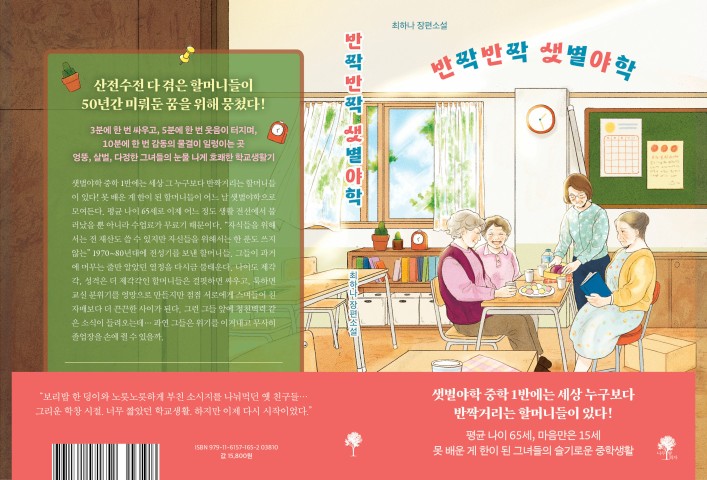 산전수전 다 겪은 할머니들이
50년간 미뤄둔 꿈을 위해 뭉쳤다!
3분에 한 번 싸우고, 5분에 한 번 웃음이 터지며,
10분에 한 번 감동의 물결이 일렁이는 곳
엉뚱, 살벌, 다정한 그녀들의 눈물 나게 호쾌한 학교생활기
샛별야학 중학 1반에는 세상 그 누구보다 반짝거리는 할머니들
이 있다! 못 배운 게 한이 된 할머니들이 어느 날 샛별야학으로
모여든다. 평균 나이 65세로 이제 어느 정도 생활 전선에서 물
러났을 뿐 아니라 수업료가 무료기 때문이다. "자식들을 위해
서는 전 재산도 쓸 수 있지만 자신들을 위해서는 한 푼도 쓰지
않는" 1970~80년대에 전성기를 보낸 할머니들. 그들이 과거
에 머무는 줄만 알았던 열정을 다시금 불태운다. 나이도 제각
각, 성격은 더 제각각인 할머니들은 걸핏하면 싸우고, 툭하면
교실 분위기를 엉망으로 만들지만 점점 서로에게 스며들어 친
자매보다 더 끈끈한 사이가 된다. 그런 그들 앞에 청천벽력 같
은 소식이 들려오는데… 과연 그들은 위기를 이겨내고 무사히
졸업장을 손에 쥘 수 있을까.
"보리밥 한 덩이와 노릇노릇하게 부친 소시지를 나눠먹던 옛 친구들…
그리운 학창 시절. 너무 짧았던 학교생활. 하지만 이제 다시 시작이었다."
ISBN 979-11-6157-165-2 03810
값 15,800원
반짝반짝 샛별야학
최하나 장편소설
최하나 장편소설
반짝반짝 샛별야학
샛별야학 중학 1반에는 세상 누구보다
반짝거리는 할머니들이 있다!
평균 나이 65세, 마음만은 15세
못 배운 게 한이 된 그녀들의 슬기로운 중학생활